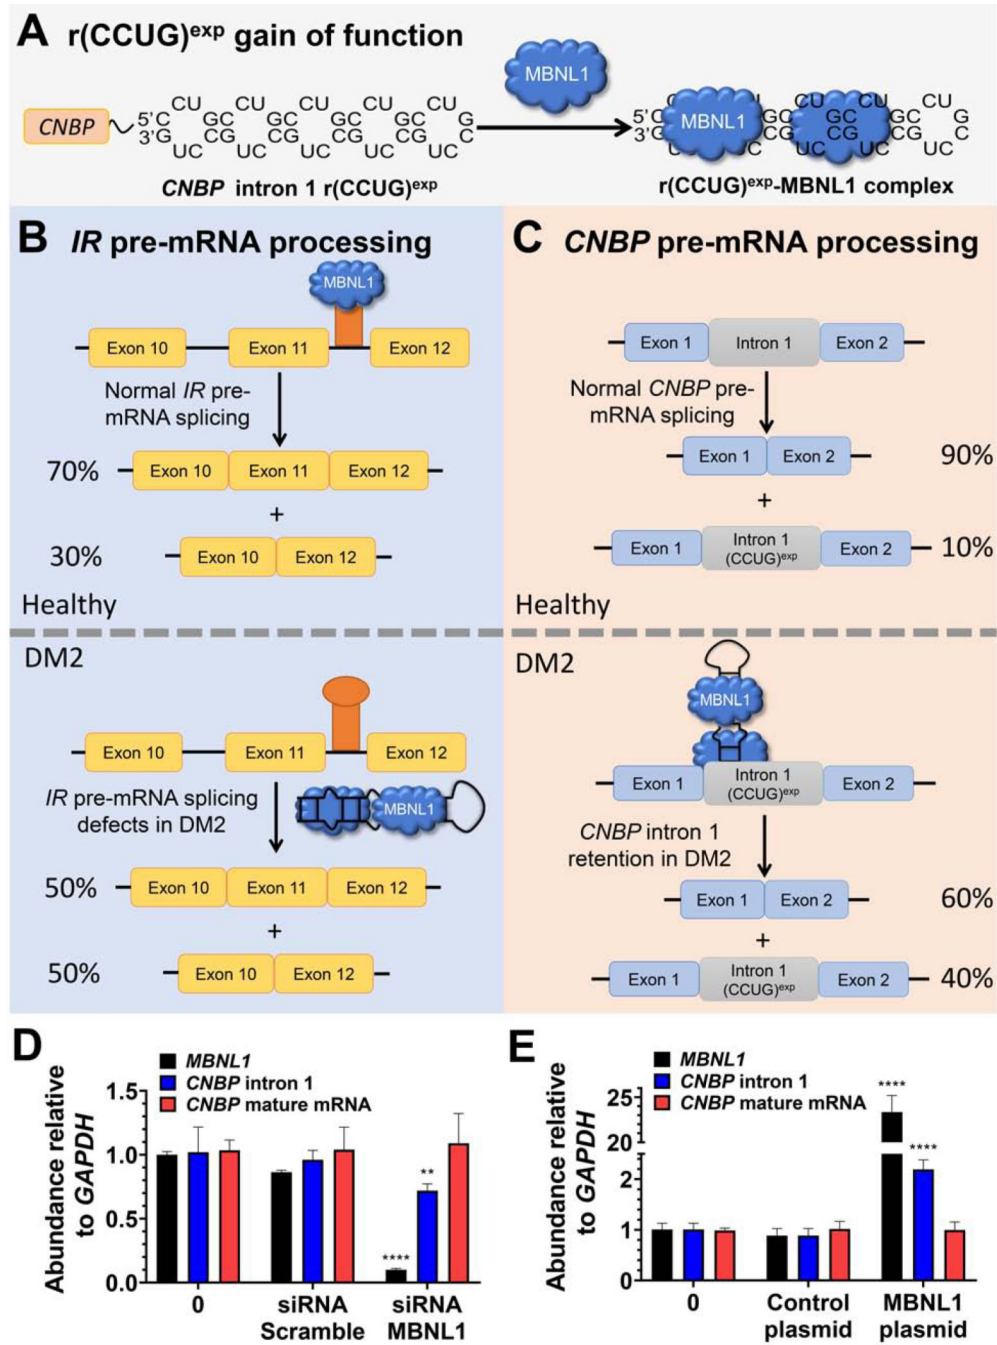 A r(CCUG)exp gain of function
MBNL1
CNBP
5' C CU GC CU GC CU GC CU GC CU G
3' G UC CG UC CG UC CG UC CG UC C
CNBP intron 1 r(CCUG)exp
MBNL1
5' C GC CU GC CU GC CU G
3' G CG UC CG UC CG UC C
r(CCUG)exp-MBNL1 complex
B IR pre-mRNA processing
MBNL1
Exon 10 Exon 11 Exon 12
Normal IR pre-
mRNA splicing
70% Exon 10 Exon 11 Exon 12
+
30% Exon 10 Exon 12
Healthy
DM2
Exon 10 Exon 11 Exon 12
IR pre-mRNA splicing
defects in DM2
MBNL1
50% Exon 10 Exon 11 Exon 12
+
50% Exon 10 Exon 12
C CNBP pre-mRNA processing
Exon 1 Intron 1 Exon 2
Normal CNBP pre-
mRNA splicing
Exon 1 Exon 2 90%
+
Exon 1 Intron 1 (CCUG)exp Exon 2 10%
Healthy
DM2
MBNL1
Exon 1 Intron 1 (CCUG)exp Exon 2
CNBP intron 1
retention in DM2
Exon 1 Exon 2 60%
+
Exon 1 Intron 1 (CCUG)exp Exon 2 40%
D
MBNL1
CNBP intron 1
CNBP mature mRNA
Abundance relative
to GAPDH
1.5
1.0
0.5
0.0
****
**
0
siRNA
Scramble
siRNA
MBNL1
E
MBNL1
CNBP intron 1
CNBP mature mRNA
Abundance relative
to GAPDH
25
20
2
1
0
****
****
0
Control
plasmid
MBNL1
plasmid